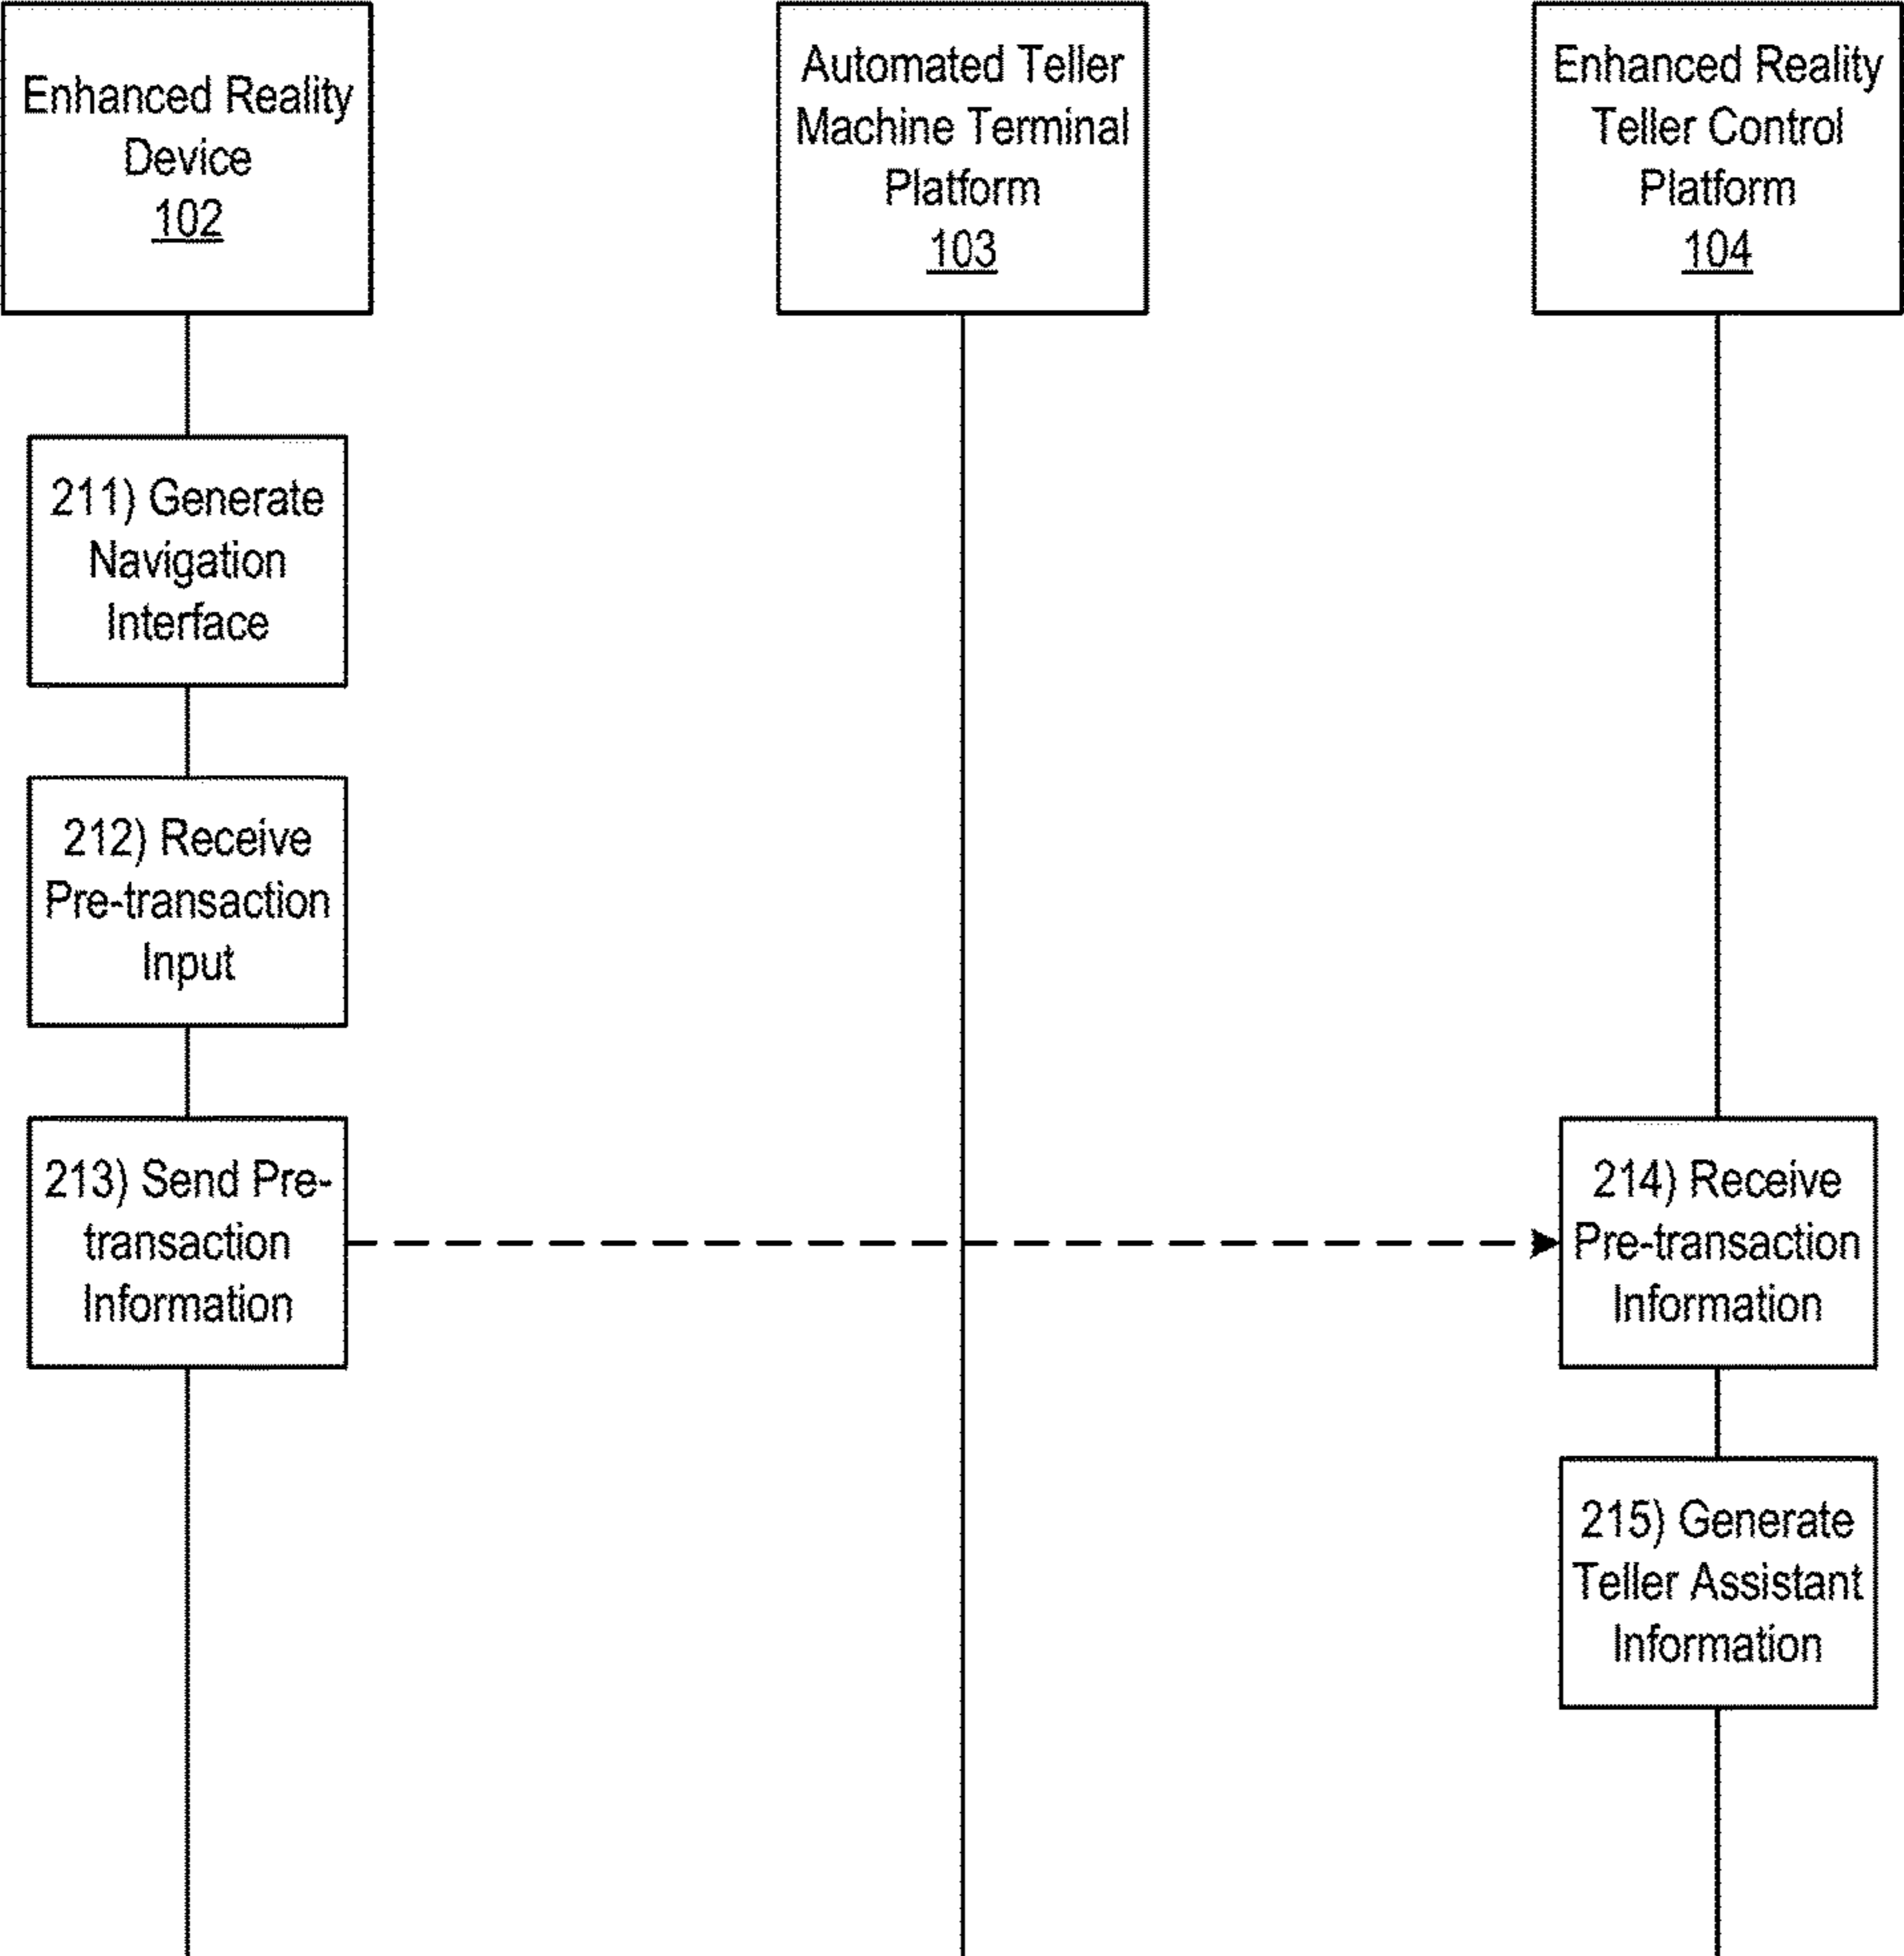 Enhanced Reality
Device
102
Automated Teller
Machine Terminal
Platform
103
Enhanced Reality
Teller Control
Platform
104
211) Generate
Navigation
Interface
212) Receive
Pre-transaction
Input
213) Send Pre-
transaction
Information
214) Receive
Pre-transaction
Information
215) Generate
Teller Assistant
Information